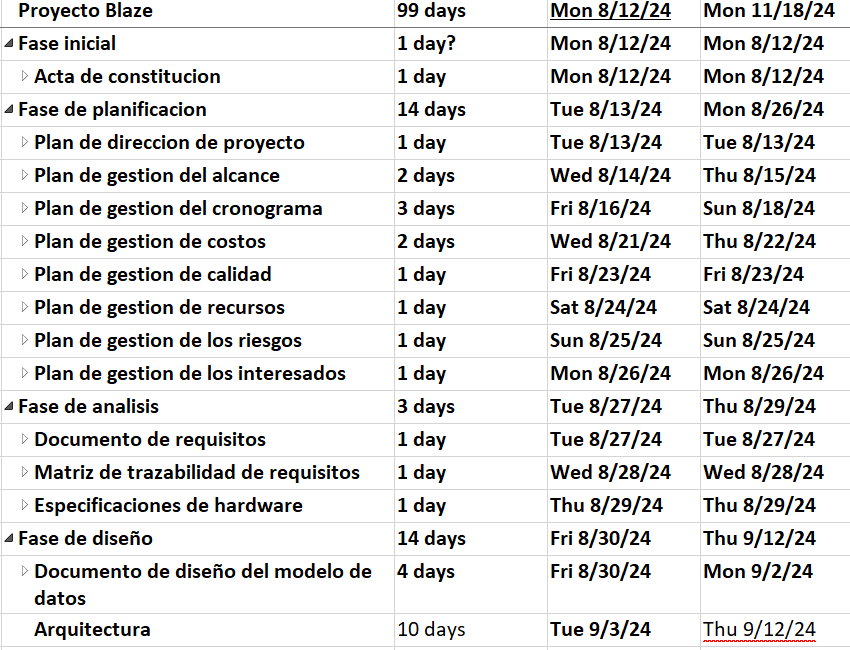 Proyecto Blaze 99 days Mon 8/12/24 Mon 11/18/24
Fase inicial 1 day? Mon 8/12/24 Mon 8/12/24
Acta de constitucion 1 day Mon 8/12/24 Mon 8/12/24
Fase de planificacion 14 days Tue 8/13/24 Mon 8/26/24
Plan de direccion de proyecto 1 day Tue 8/13/24 Tue 8/13/24
Plan de gestion del alcance 2 days Wed 8/14/24 Thu 8/15/24
Plan de gestion del cronograma 3 days Fri 8/16/24 Sun 8/18/24
Plan de gestion de costos 2 days Wed 8/21/24 Thu 8/22/24
Plan de gestion de calidad 1 day Fri 8/23/24 Fri 8/23/24
Plan de gestion de recursos 1 day Sat 8/24/24 Sat 8/24/24
Plan de gestion de los riesgos 1 day Sun 8/25/24 Sun 8/25/24
Plan de gestion de los interesados 1 day Mon 8/26/24 Mon 8/26/24
Fase de analisis 3 days Tue 8/27/24 Thu 8/29/24
Documento de requisitos 1 day Tue 8/27/24 Tue 8/27/24
Matriz de trazabilidad de requisitos 1 day Wed 8/28/24 Wed 8/28/24
Especificaciones de hardware 1 day Thu 8/29/24 Thu 8/29/24
Fase de diseño 14 days Fri 8/30/24 Thu 9/12/24
Documento de diseño del modelo de 4 days Fri 8/30/24 Mon 9/2/24
datos
Arquitectura 10 days Tue 9/3/24 Thu 9/12/24